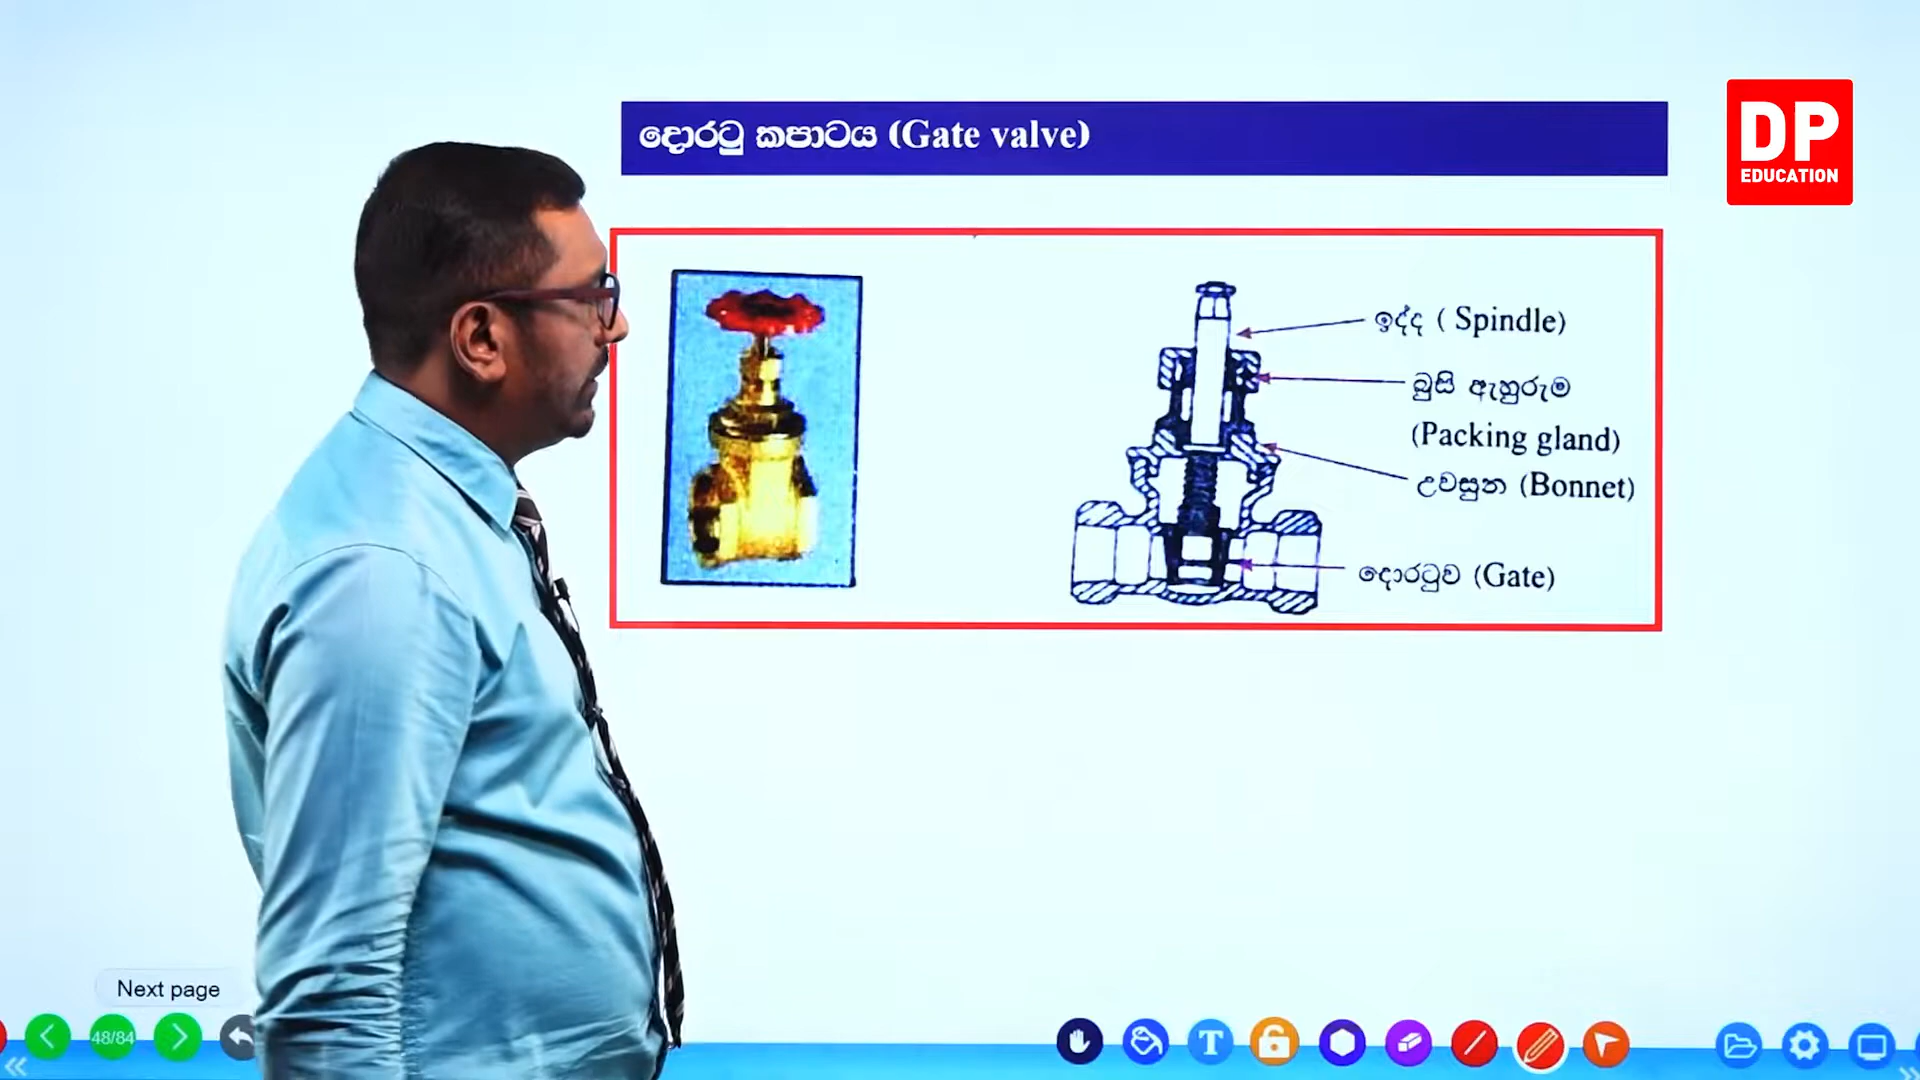 දොරටු කපාටය (Gate valve)
DP
EDUCATION
ඉද්ද ( Spindle)
බුසි ඇහුරුම
(Packing gland)
උවසුන (Bonnet)
දොරටුව (Gate)
Next page
48/84
T